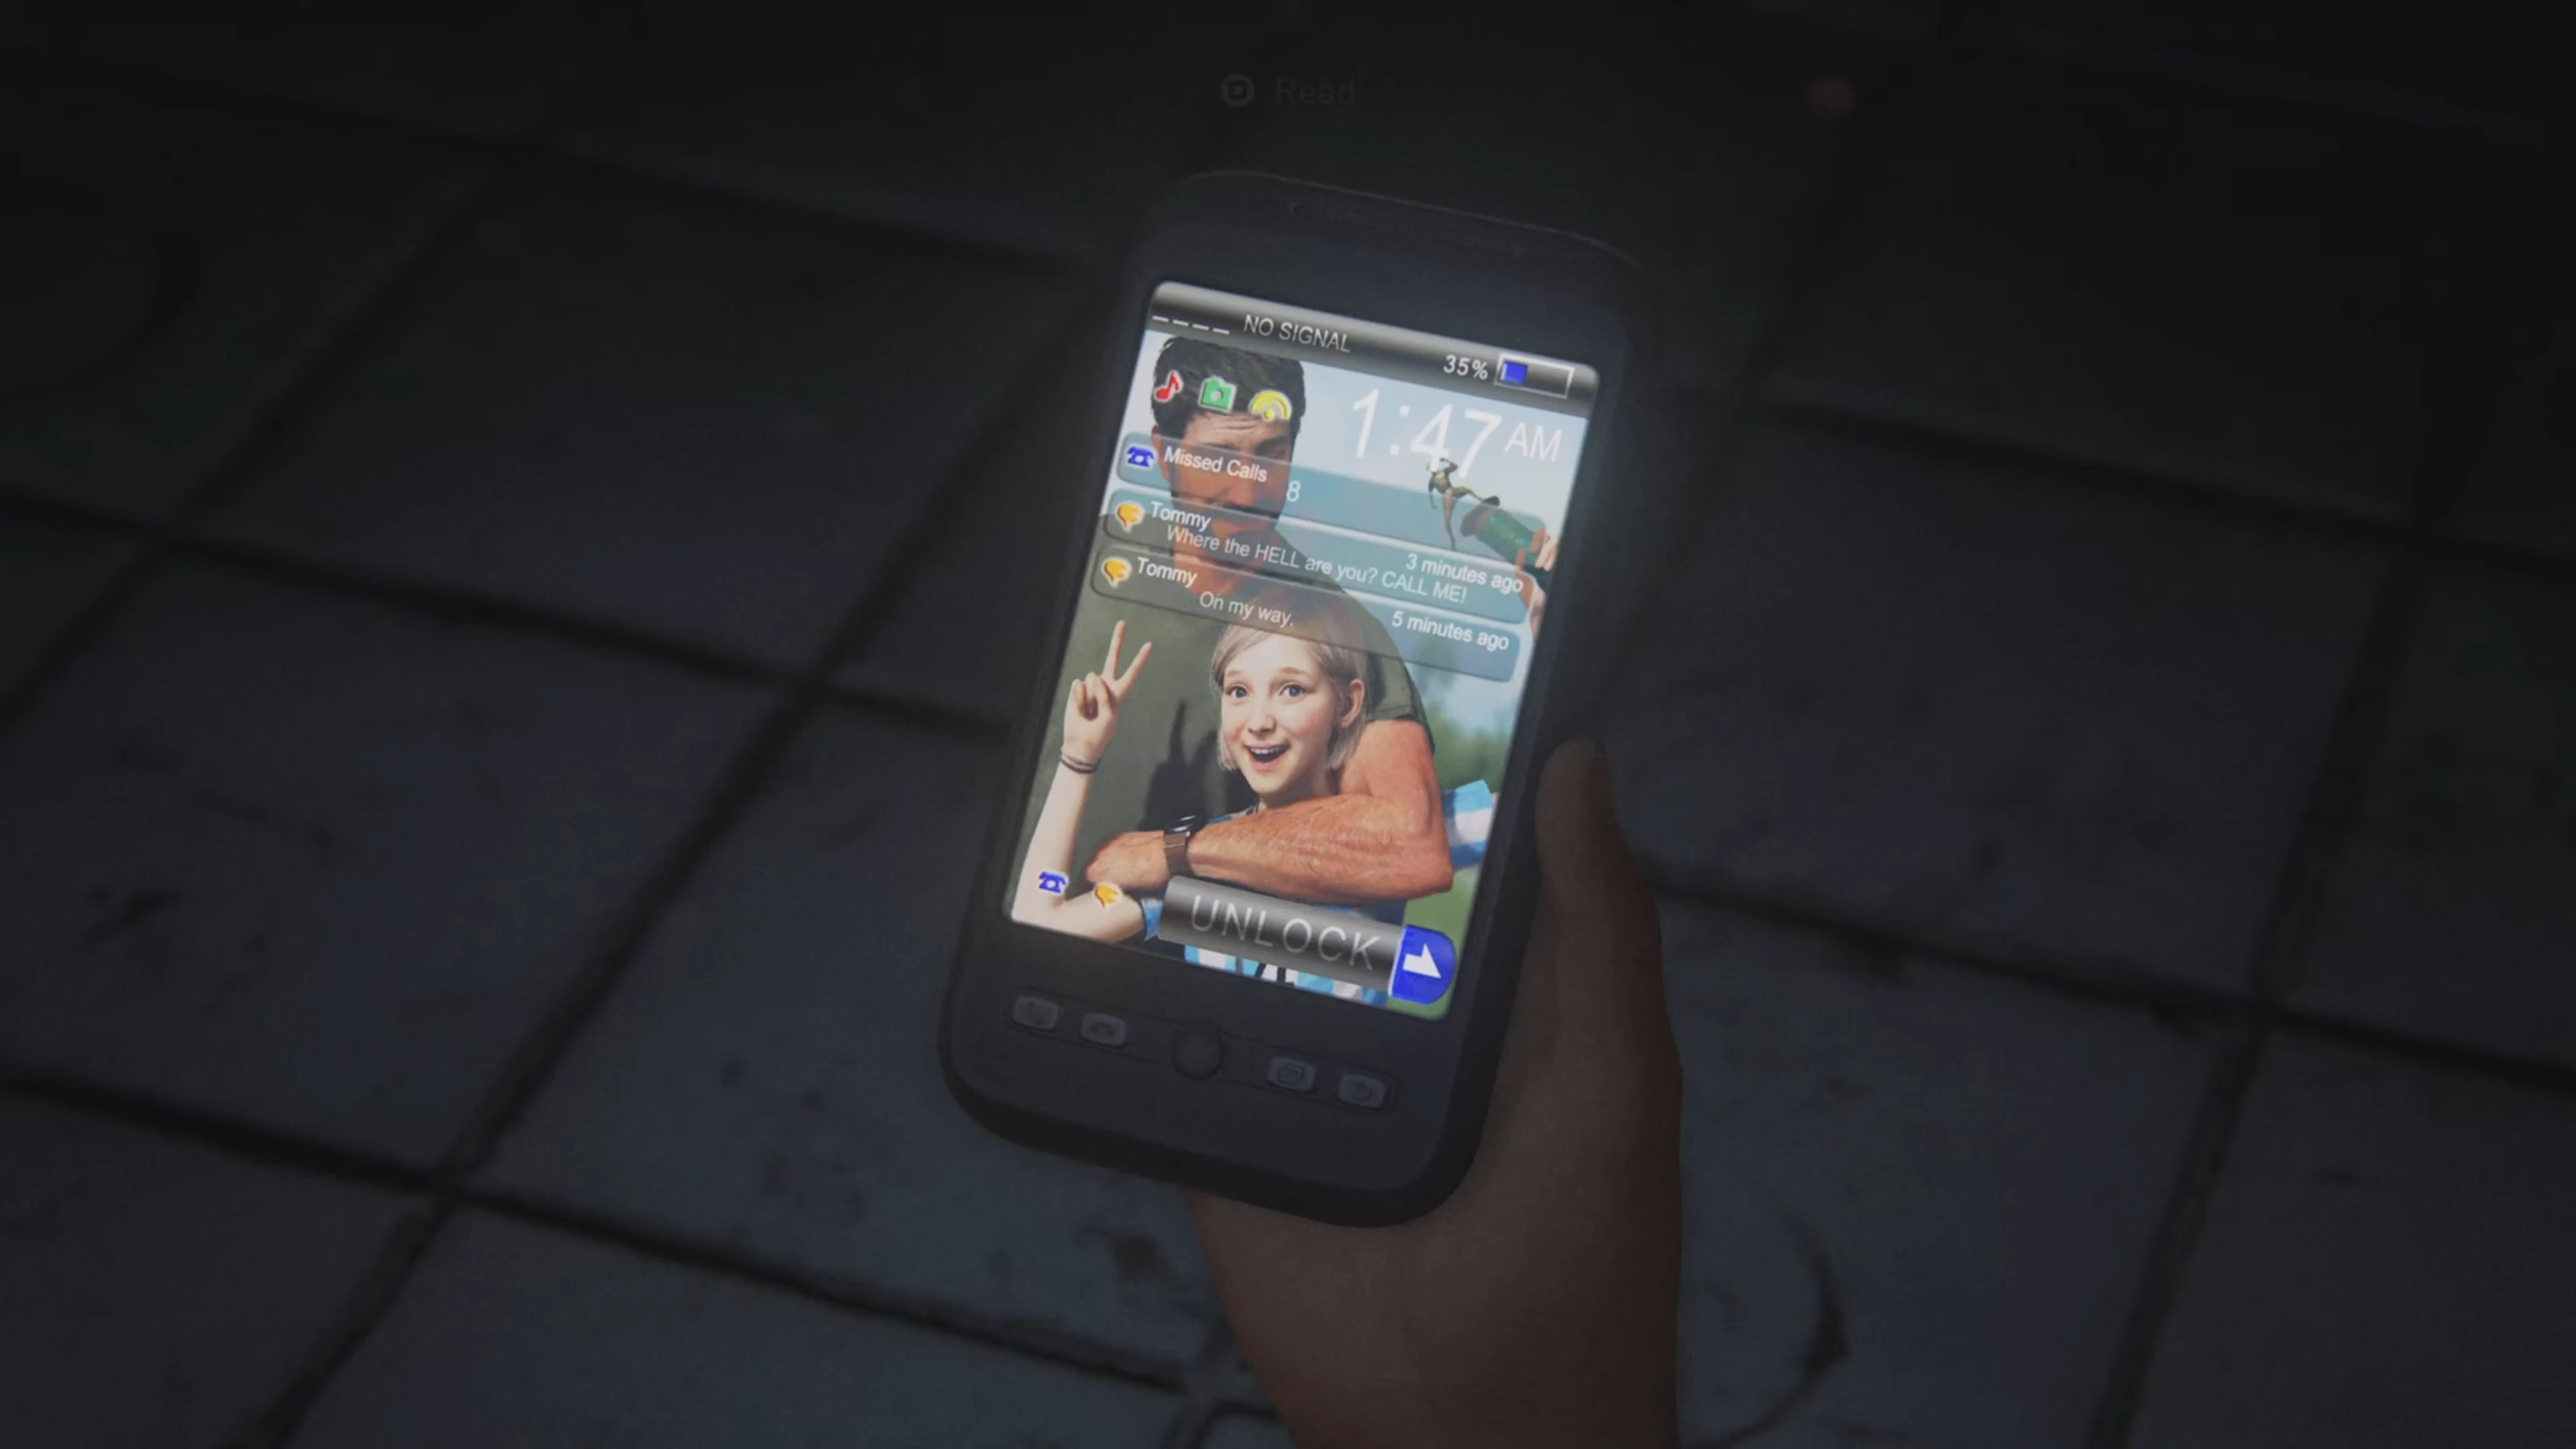 Read
NO SIGNAL
35%
1:47 AM
Missed Calls
8
Tommy
3 minutes ago
Where the HELL are you? CALL ME!
Tommy
5 minutes ago
On my way.
UNLOCK